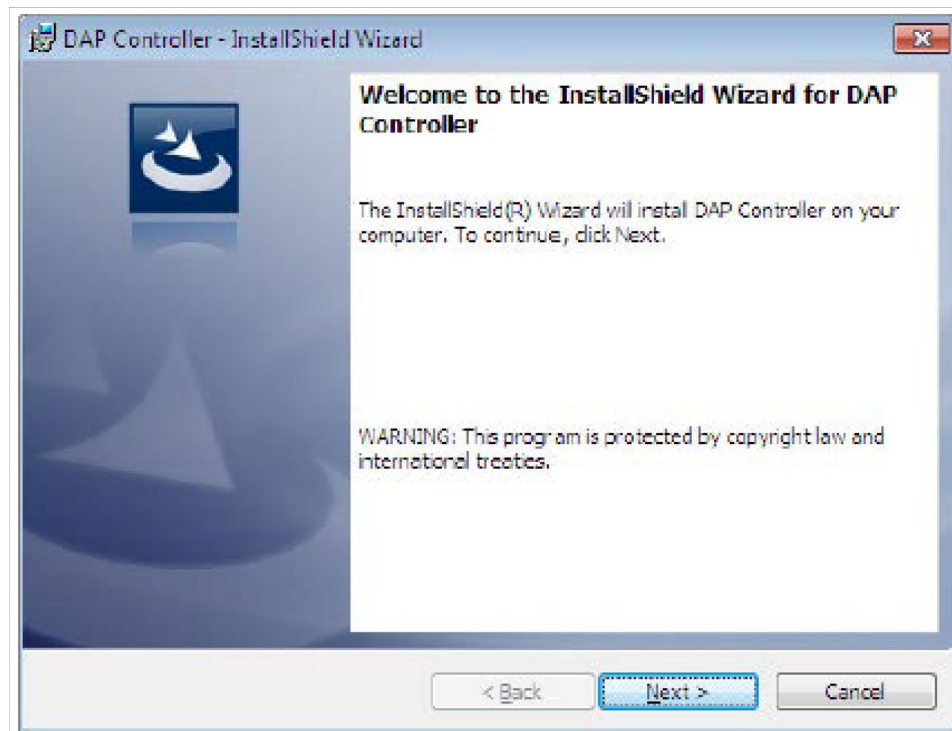 DAP Controller - InstallShield Wizard
Welcome to the InstallShield Wizard for DAP
Controller
The InstallShield(R) Wizard will install DAP Controller on your
computer. To continue, click Next.
WARNING: This program is protected by copyright law and
international treaties.
< Back
Next >
Cancel